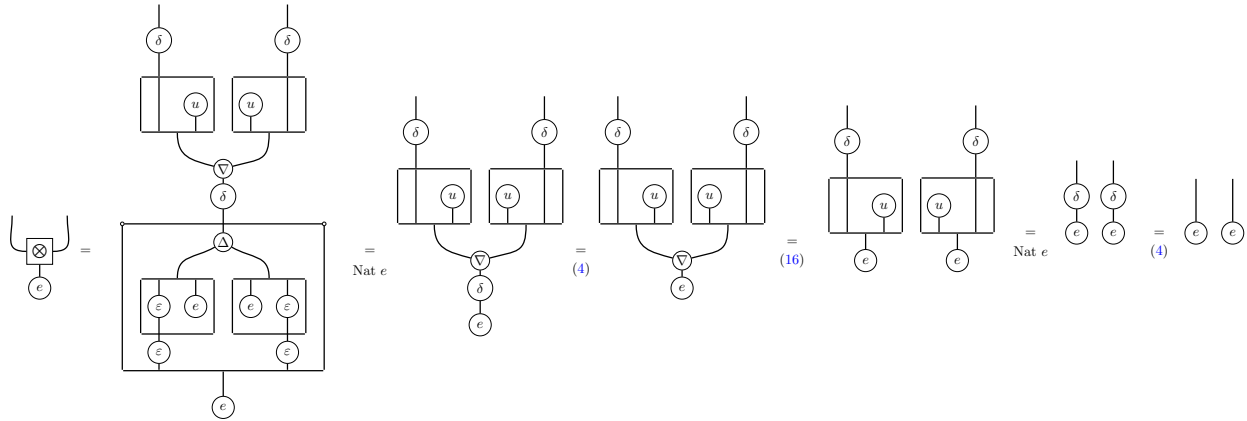 δ δ
u u
∇
δ
Δ
ε e e ε
ε ε
e
⊗ =
e
= Nat e
δ δ
u u
∇
δ
e
= (4)
δ δ
u u
∇
e
= (16)
δ δ
u u
e e
= Nat e
δ δ
e e
= (4)
e e